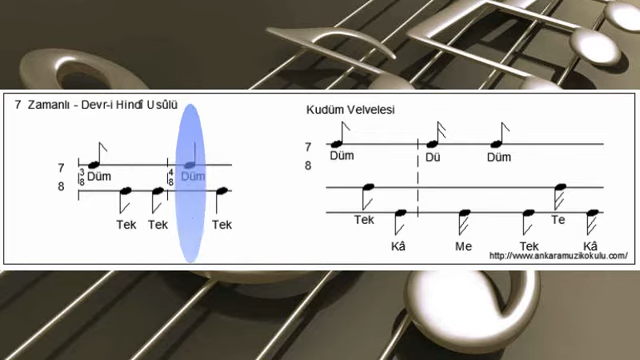 7 Zamanlı - Devr-i Hindî Usûlü
7
8
3
8
Düm
4
8
Düm
Tek Tek Tek
Kudüm Velvelesi
7
8
Düm Dü Düm
Tek Te
Kâ Me Tek Kâ
http://www.ankaramuzikokulu.com/